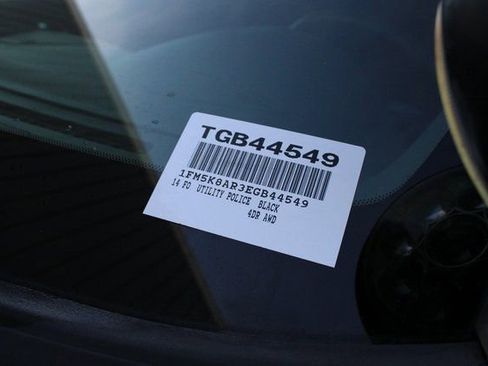 TGB44549
1FM5K8AR3EGB44549
14 FO UTILITY POLICE BLACK
4DR AWD